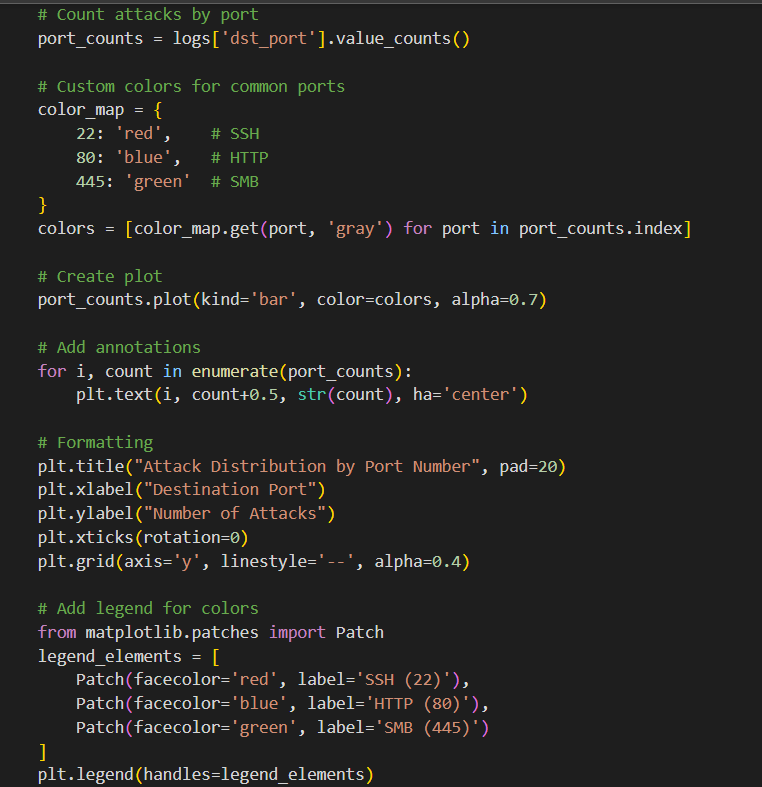 # Count attacks by port
port_counts = logs['dst_port'].value_counts()

# Custom colors for common ports
color_map = {
    22: 'red',    # SSH
    80: 'blue',   # HTTP
    445: 'green'  # SMB
}
colors = [color_map.get(port, 'gray') for port in port_counts.index]

# Create plot
port_counts.plot(kind='bar', color=colors, alpha=0.7)

# Add annotations
for i, count in enumerate(port_counts):
    plt.text(i, count+0.5, str(count), ha='center')

# Formatting
plt.title("Attack Distribution by Port Number", pad=20)
plt.xlabel("Destination Port")
plt.ylabel("Number of Attacks")
plt.xticks(rotation=0)
plt.grid(axis='y', linestyle='--', alpha=0.4)

# Add legend for colors
from matplotlib.patches import Patch
legend_elements = [
    Patch(facecolor='red', label='SSH (22)'),
    Patch(facecolor='blue', label='HTTP (80)'),
    Patch(facecolor='green', label='SMB (445)')
]
plt.legend(handles=legend_elements)